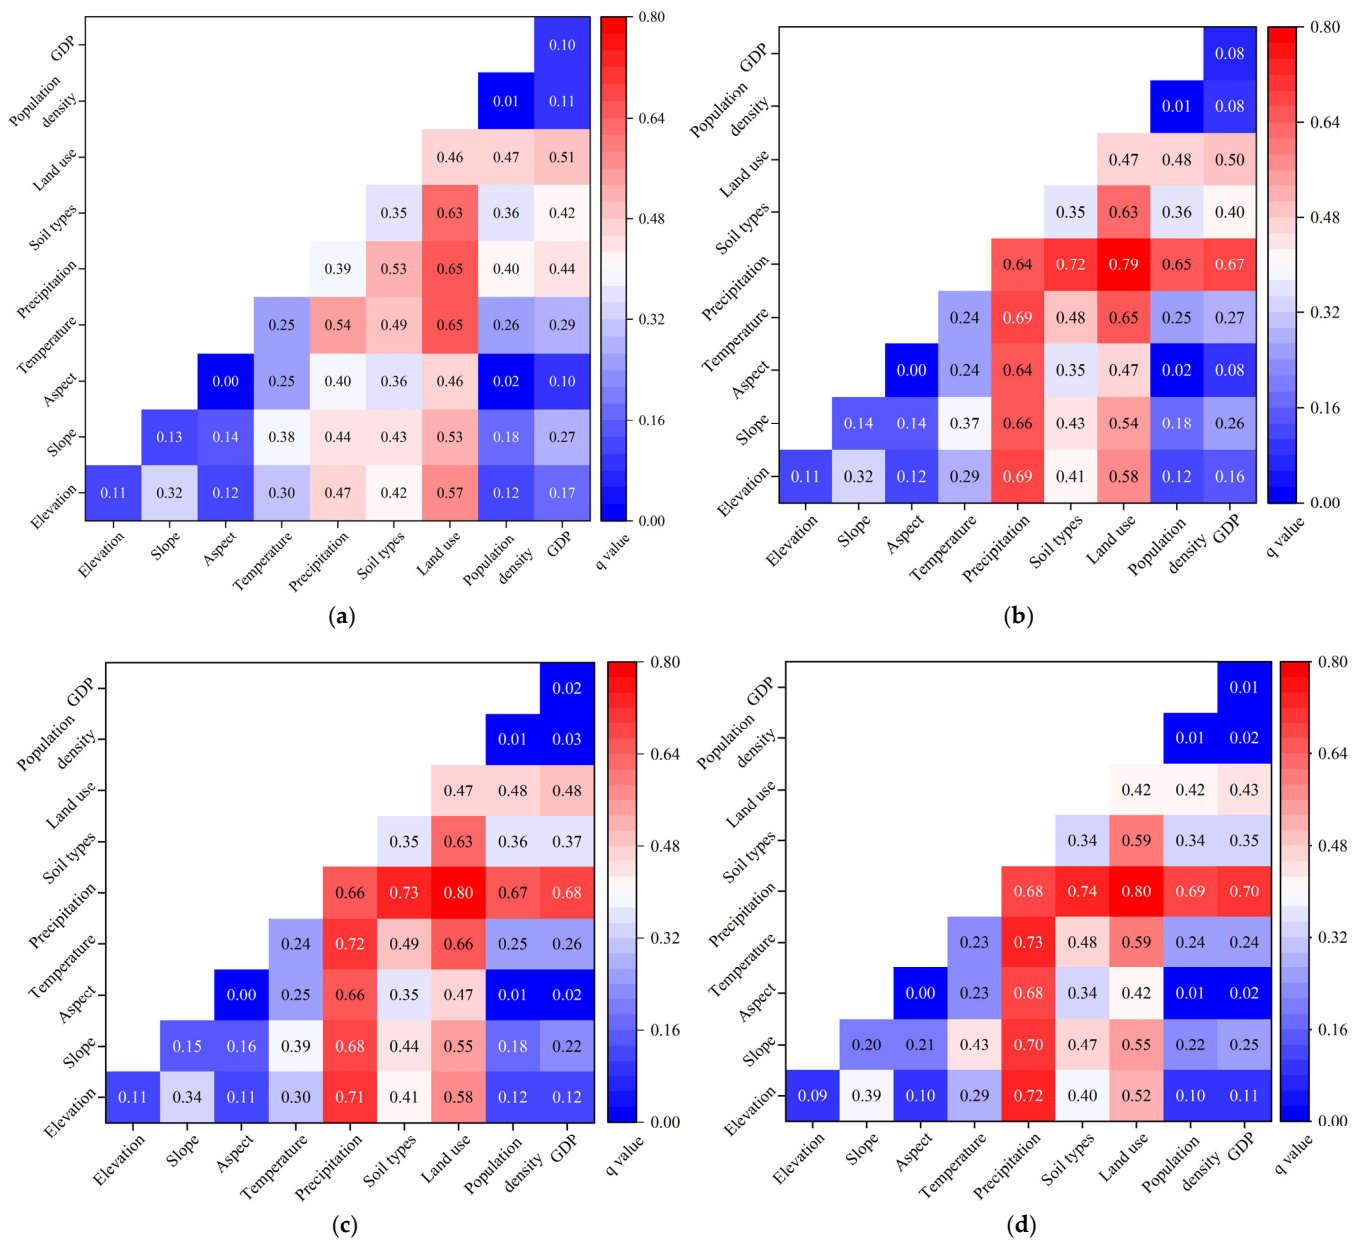 GDP 0.10 0.80
Population density 0.01 0.11 0.64
Land use 0.46 0.47 0.51
Soil types 0.35 0.63 0.36 0.42 0.48
Precipitation 0.39 0.53 0.65 0.40 0.44
Temperature 0.25 0.54 0.49 0.65 0.26 0.29 0.32
Aspect 0.00 0.25 0.40 0.36 0.46 0.02 0.10
Slope 0.13 0.14 0.38 0.44 0.43 0.53 0.18 0.27 0.16
Elevation 0.11 0.32 0.12 0.30 0.47 0.42 0.57 0.12 0.17 0.00
Elevation Slope Aspect Temperature Precipitation Soil types Land use Population density GDP q value
(a)
GDP 0.08 0.80
Population density 0.01 0.08 0.64
Land use 0.47 0.48 0.50
Soil types 0.35 0.63 0.36 0.40 0.48
Precipitation 0.64 0.72 0.79 0.65 0.67
Temperature 0.24 0.69 0.48 0.65 0.25 0.27 0.32
Aspect 0.00 0.24 0.64 0.35 0.47 0.02 0.08
Slope 0.14 0.14 0.37 0.66 0.43 0.54 0.18 0.26 0.16
Elevation 0.11 0.32 0.12 0.29 0.69 0.41 0.58 0.12 0.16 0.00
Elevation Slope Aspect Temperature Precipitation Soil types Land use Population density GDP q value
(b)
GDP 0.02 0.80
Population density 0.01 0.03 0.64
Land use 0.47 0.48 0.48
Soil types 0.35 0.63 0.36 0.37 0.48
Precipitation 0.66 0.73 0.80 0.67 0.68
Temperature 0.24 0.72 0.49 0.66 0.25 0.26 0.32
Aspect 0.00 0.25 0.66 0.35 0.47 0.01 0.02
Slope 0.15 0.16 0.39 0.68 0.44 0.55 0.18 0.22 0.16
Elevation 0.11 0.34 0.11 0.30 0.71 0.41 0.58 0.12 0.12 0.00
Elevation Slope Aspect Temperature Precipitation Soil types Land use Population density GDP q value
(c)
GDP 0.01 0.80
Population density 0.01 0.02 0.64
Land use 0.42 0.42 0.43
Soil types 0.34 0.59 0.34 0.35 0.48
Precipitation 0.68 0.74 0.80 0.69 0.70
Temperature 0.23 0.73 0.48 0.59 0.24 0.24 0.32
Aspect 0.00 0.23 0.68 0.34 0.42 0.01 0.02
Slope 0.20 0.21 0.43 0.70 0.47 0.55 0.22 0.25 0.16
Elevation 0.09 0.39 0.10 0.29 0.72 0.40 0.52 0.10 0.11 0.00
Elevation Slope Aspect Temperature Precipitation Soil types Land use Population density GDP q value
(d)